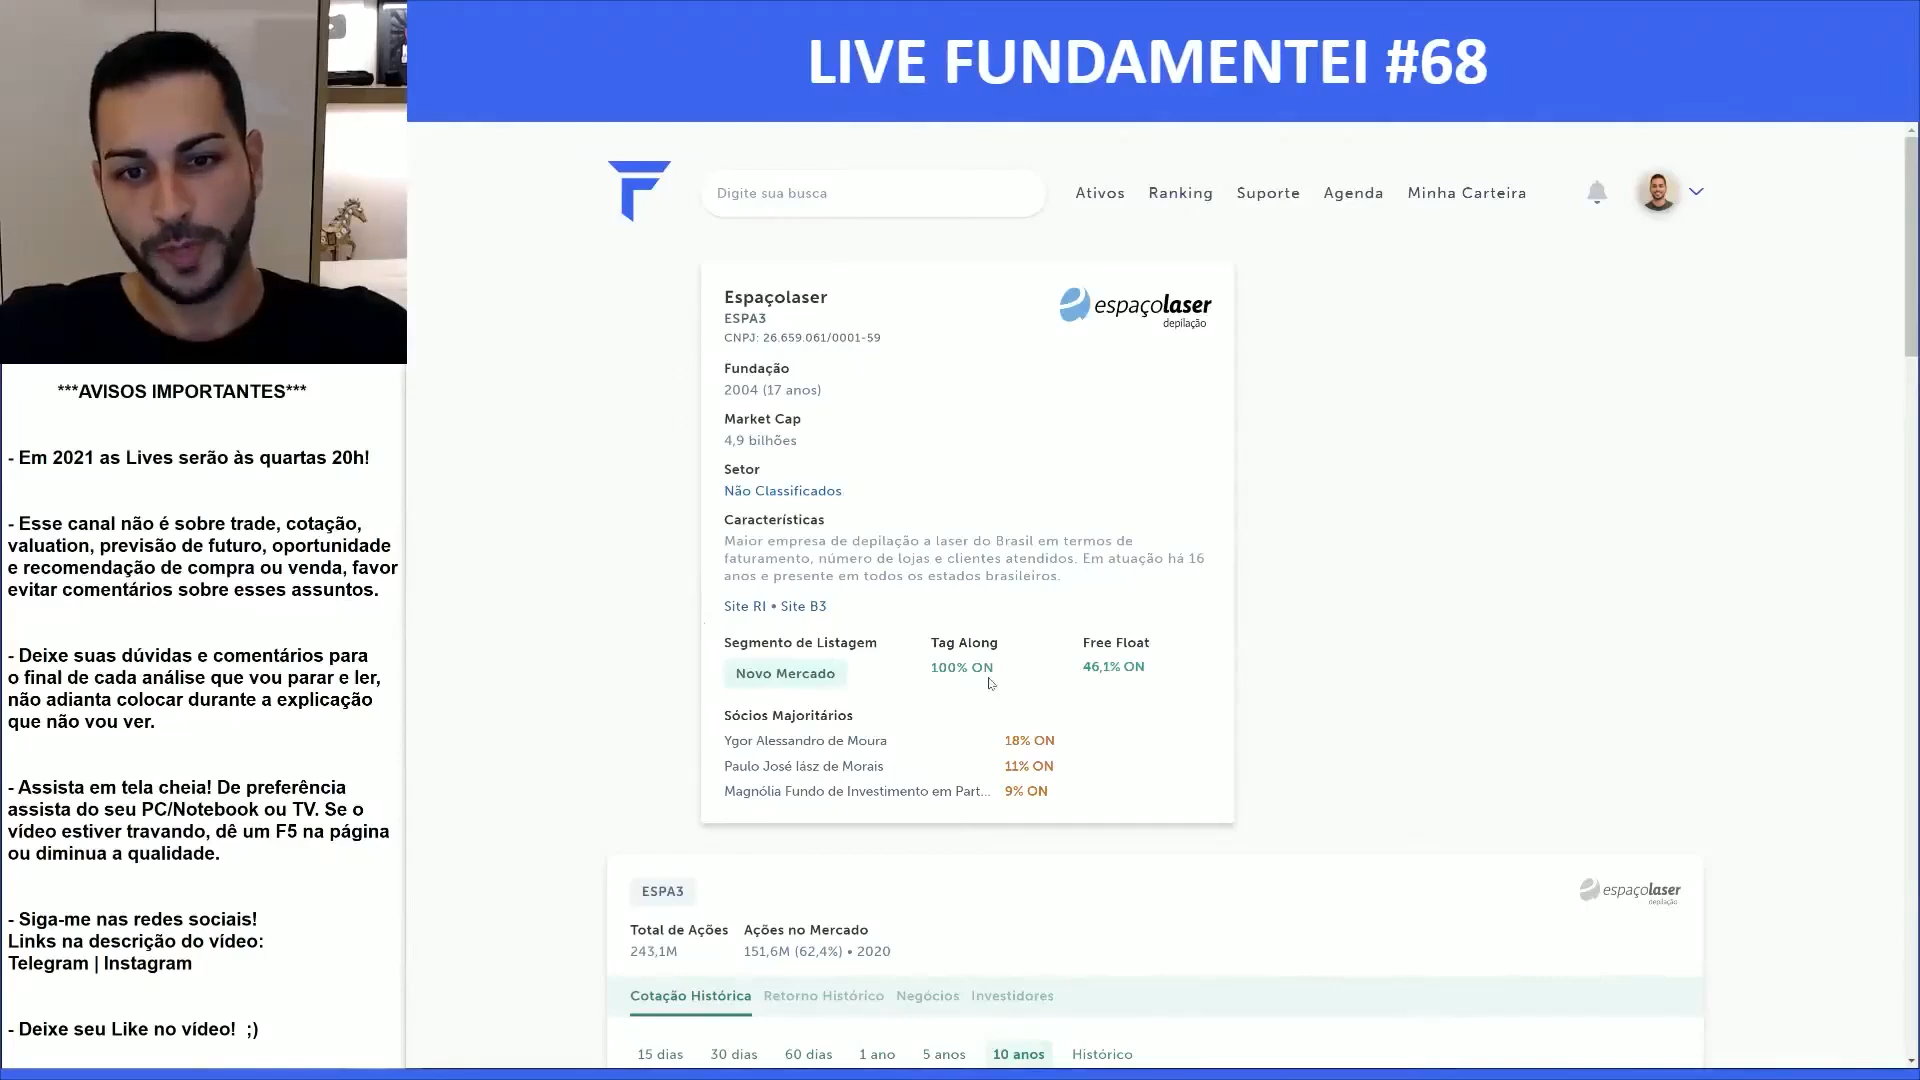 LIVE FUNDAMENTEI #68
Digite sua busca
Ativos Ranking Suporte Agenda Minha Carteira
Espaçolaser
ESPA3
CNPJ: 26.659.061/0001-59
espaçolaser
depilação
Fundação
2004 (17 anos)
Market Cap
4,9 bilhões
Setor
Não Classificados
Características
Maior empresa de depilação a laser do Brasil em termos de
faturamento, número de lojas e clientes atendidos. Em atuação há 16
anos e presente em todos os estados brasileiros.
Site RI • Site B3
Segmento de Listagem Tag Along Free Float
Novo Mercado 100% ON 46,1% ON
Sócios Majoritários
Ygor Alessandro de Moura 18% ON
Paulo José Iász de Morais 11% ON
Magnólia Fundo de Investimento em Part... 9% ON
ESPA3
espaçolaser
depilação
Total de Ações Ações no Mercado
243,1M 151,6M (62,4%) • 2020
Cotação Histórica Retorno Histórico Negócios Investidores
15 dias 30 dias 60 dias 1 ano 5 anos 10 anos Histórico
***AVISOS IMPORTANTES***
- Em 2021 as Lives serão às quartas 20h!
- Esse canal não é sobre trade, cotação,
valuation, previsão de futuro, oportunidade
e recomendação de compra ou venda, favor
evitar comentários sobre esses assuntos.
- Deixe suas dúvidas e comentários para
o final de cada análise que vou parar e ler,
não adianta colocar durante a explicação
que não vou ver.
- Assista em tela cheia! De preferência
assista do seu PC/Notebook ou TV. Se o
vídeo estiver travando, dê um F5 na página
ou diminua a qualidade.
- Siga-me nas redes sociais!
Links na descrição do vídeo:
Telegram | Instagram
- Deixe seu Like no vídeo! ;)